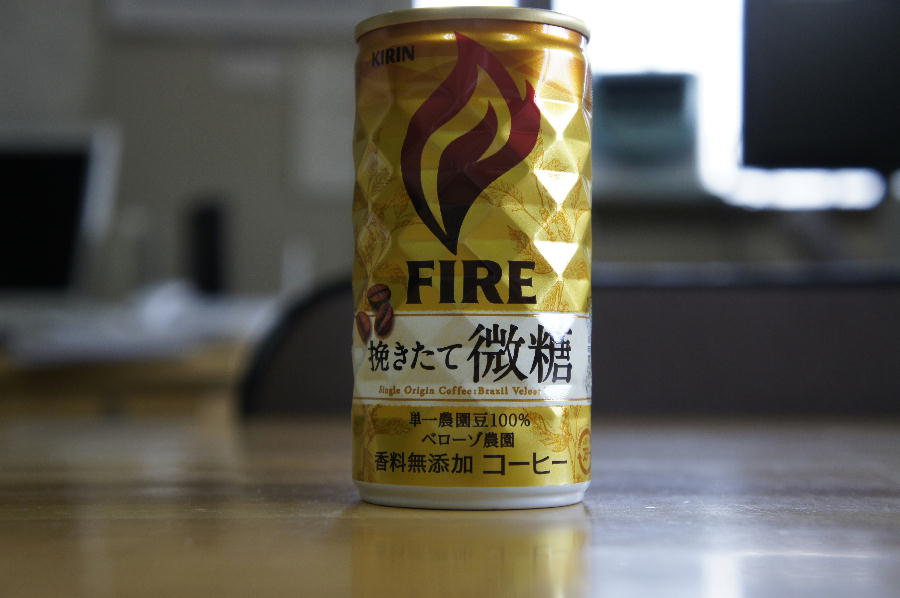 KIRIN
FIRE
挽きたて 微糖
Single Origin Coffee:Brazil
単一農園豆100%
ベローゾ農園
香料無添加 コーヒー